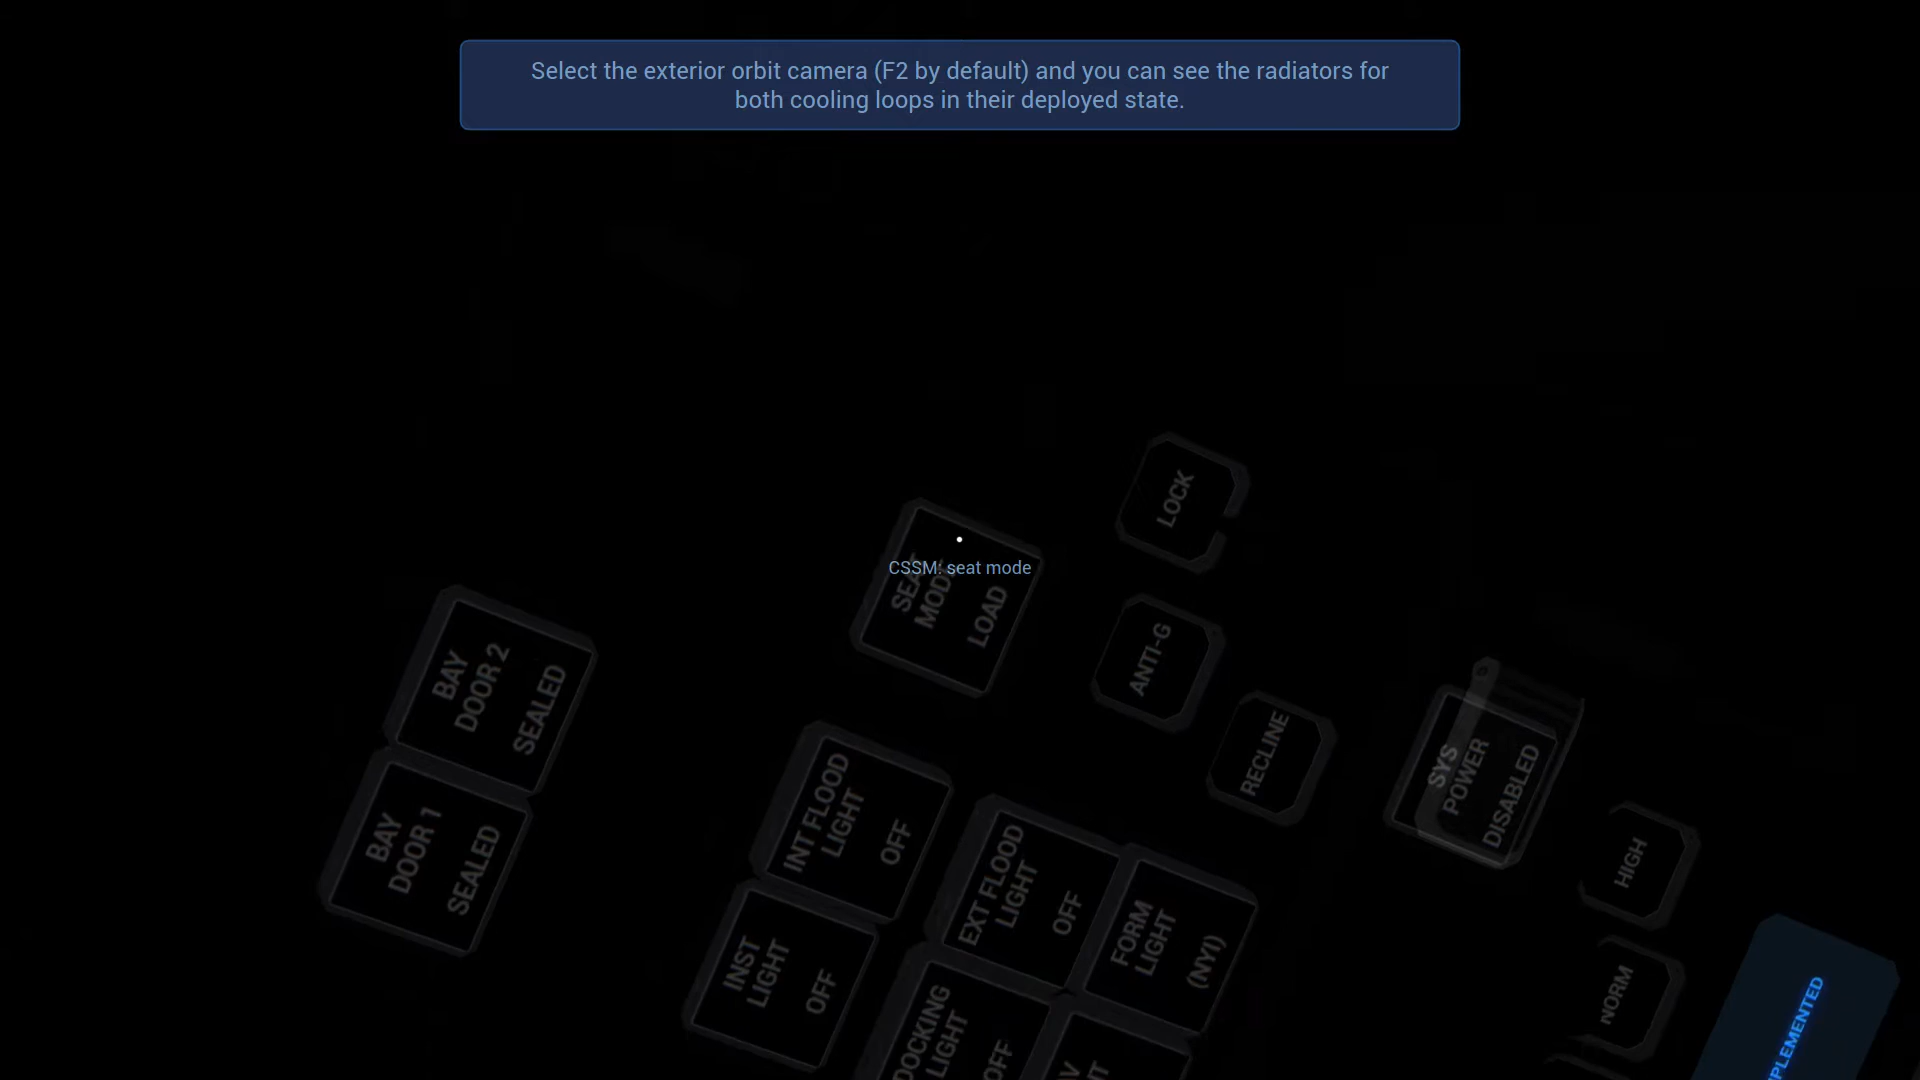 Select the exterior orbit camera (F2 by default) and you can see the radiators for
both cooling loops in their deployed state.
LOCK
CSSM: seat mode
SEAT
MODE
LOAD
ANTI-G
RECLINE
BAY
DOOR 2
SEALED
BAY
DOOR 1
SEALED
INT FLOOD
LIGHT
OFF
EXT FLOOD
LIGHT
OFF
FORM
LIGHT
(NYI)
SYS
POWER
DISABLED
HIGH
NORM
INST
LIGHT
OFF
DOCKING
LIGHT
OFF